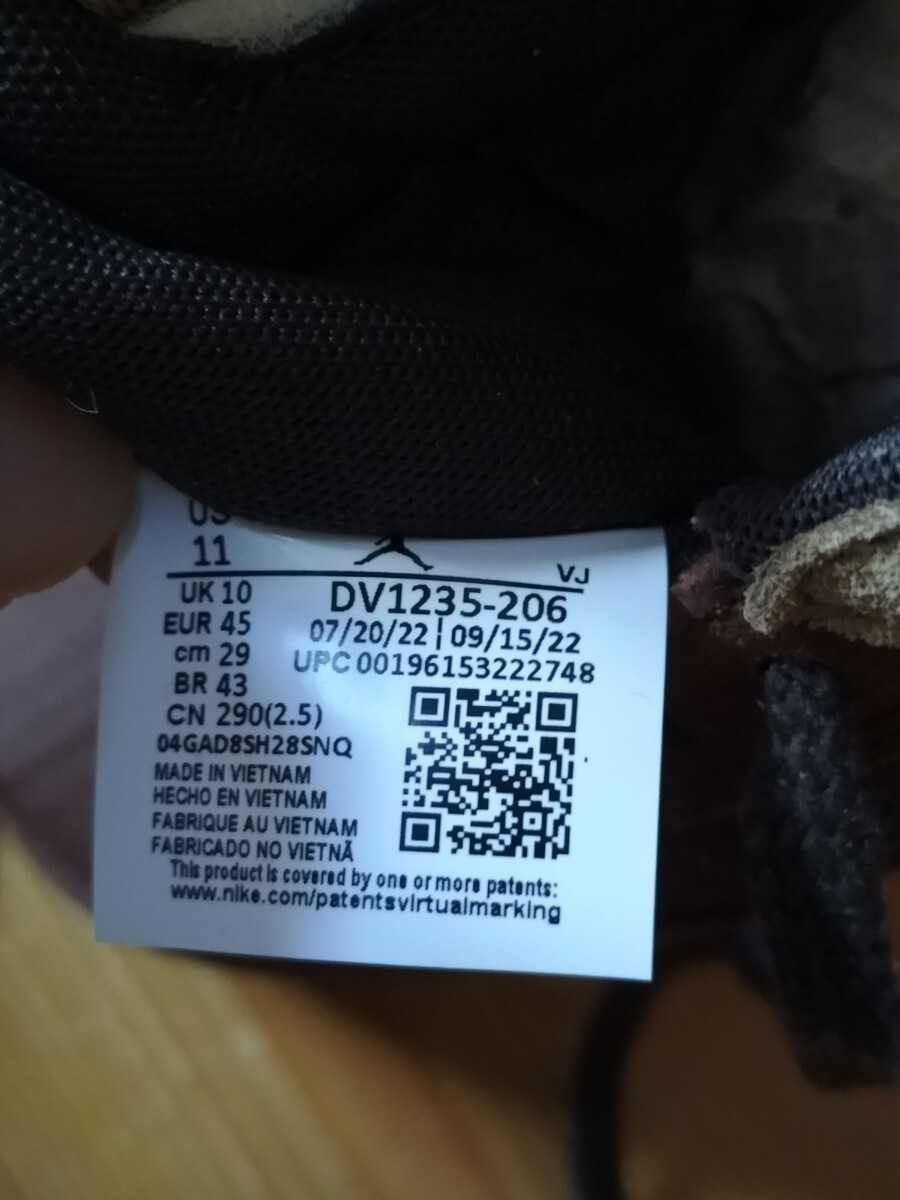 US
11
VJ
UK 10
DV1235-206
EUR 45
07/20/22 | 09/15/22
cm 29
UPC 00196153222748
BR 43
CN 290(2.5)
04GAD8SH28SNQ
MADE IN VIETNAM
HECHO EN VIETNAM
FABRIQUE AU VIETNAM
FABRICADO NO VIETNÃ
This product is covered by one or more patents:
www.nike.com/patentsvirtualmarking